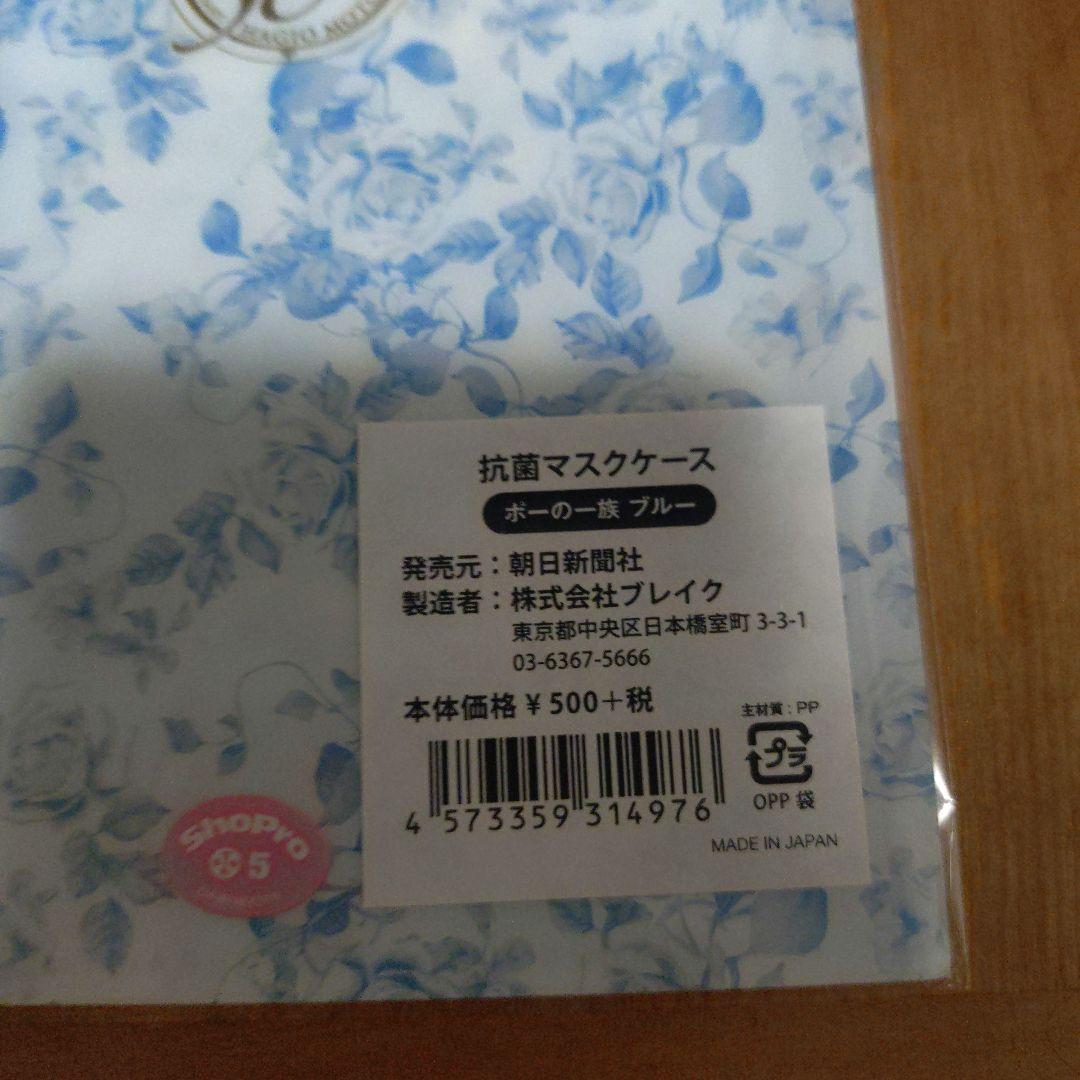 HAGIO MOTO
抗菌マスクケース
ポーの一族 ブルー
発売元：朝日新聞社
製造者：株式会社ブレイク
東京都中央区日本橋室町 3-3-1
03-6367-5666
本体価格 ¥ 500+税
主材質：PP
プラ
OPP 袋
4 573359 314976
MADE IN JAPAN
ShoPro
5